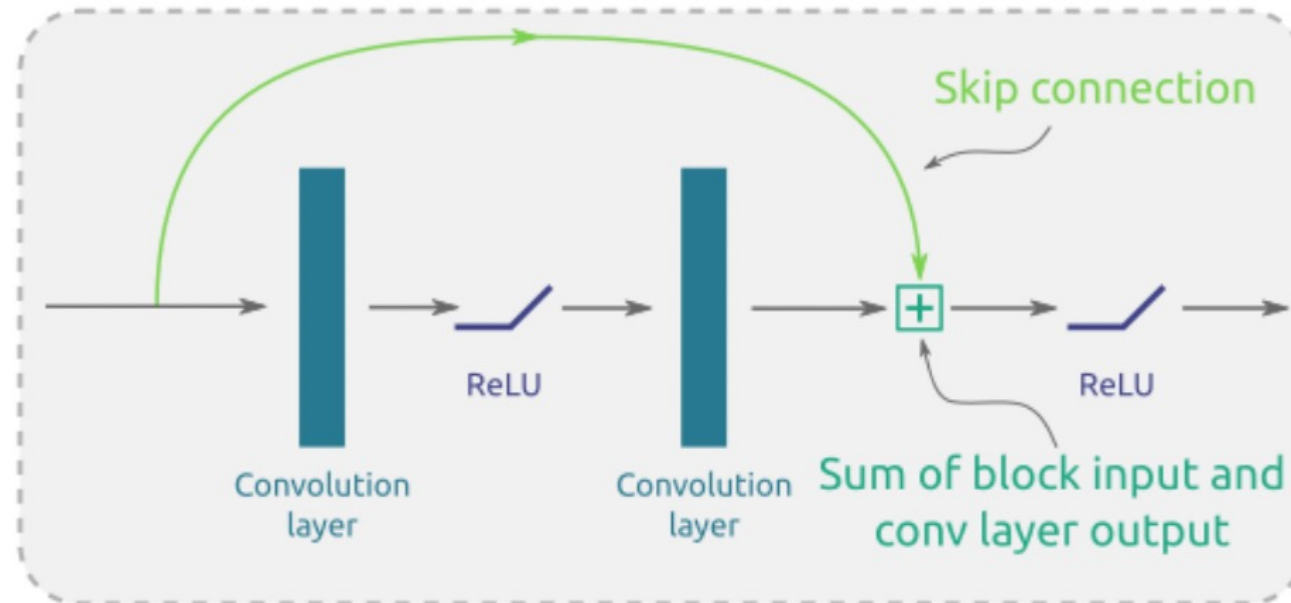 Skip connection
ReLU
ReLU
Convolution
layer
Convolution
layer
Sum of block input and
conv layer output